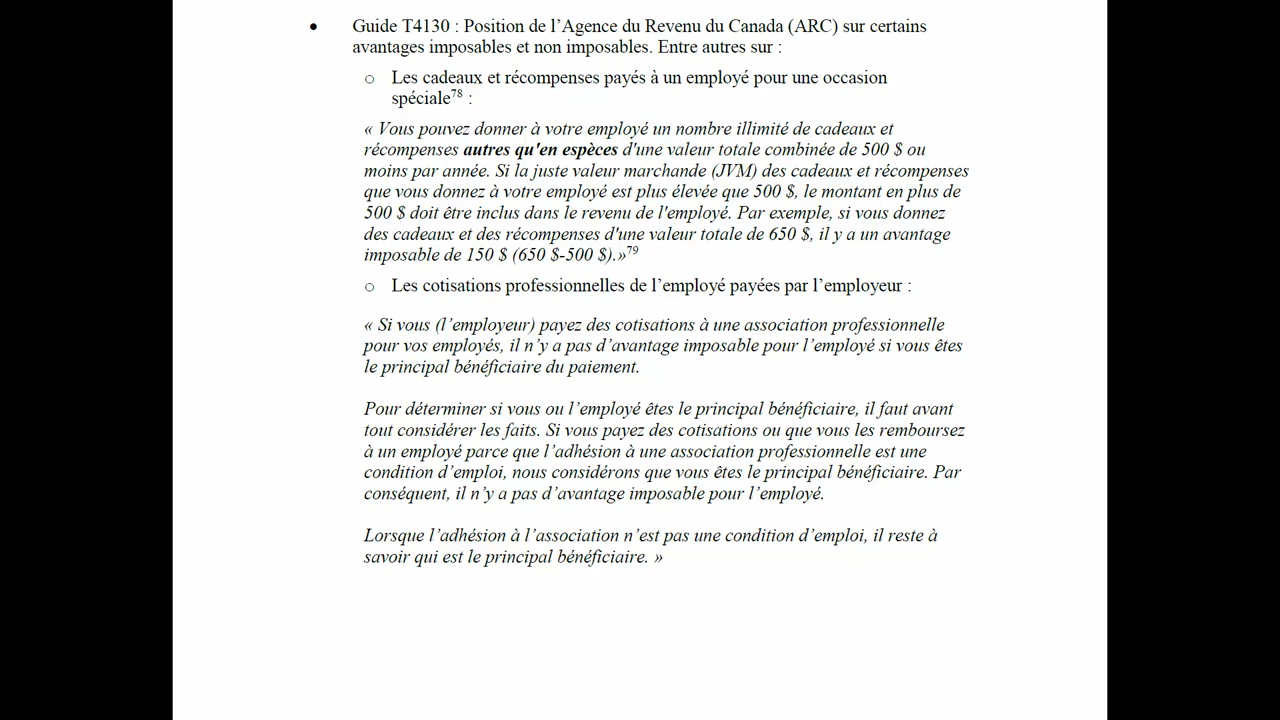 • Guide T4130 : Position de l’Agence du Revenu du Canada (ARC) sur certains
avantages imposables et non imposables. Entre autres sur :
o Les cadeaux et récompenses payés à un employé pour une occasion
spéciale78 :
« Vous pouvez donner à votre employé un nombre illimité de cadeaux et
récompenses autres qu'en espèces d'une valeur totale combinée de 500 $ ou
moins par année. Si la juste valeur marchande (JVM) des cadeaux et récompenses
que vous donnez à votre employé est plus élevée que 500 $, le montant en plus de
500 $ doit être inclus dans le revenu de l'employé. Par exemple, si vous donnez
des cadeaux et des récompenses d'une valeur totale de 650 $, il y a un avantage
imposable de 150 $ (650 $-500 $).»79
o Les cotisations professionnelles de l’employé payées par l’employeur :
« Si vous (l’employeur) payez des cotisations à une association professionnelle
pour vos employés, il n’y a pas d’avantage imposable pour l’employé si vous êtes
le principal bénéficiaire du paiement.
Pour déterminer si vous ou l’employé êtes le principal bénéficiaire, il faut avant
tout considérer les faits. Si vous payez des cotisations ou que vous les remboursez
à un employé parce que l’adhésion à une association professionnelle est une
condition d’emploi, nous considérons que vous êtes le principal bénéficiaire. Par
conséquent, il n’y a pas d’avantage imposable pour l’employé.
Lorsque l’adhésion à l’association n’est pas une condition d’emploi, il reste à
savoir qui est le principal bénéficiaire. »